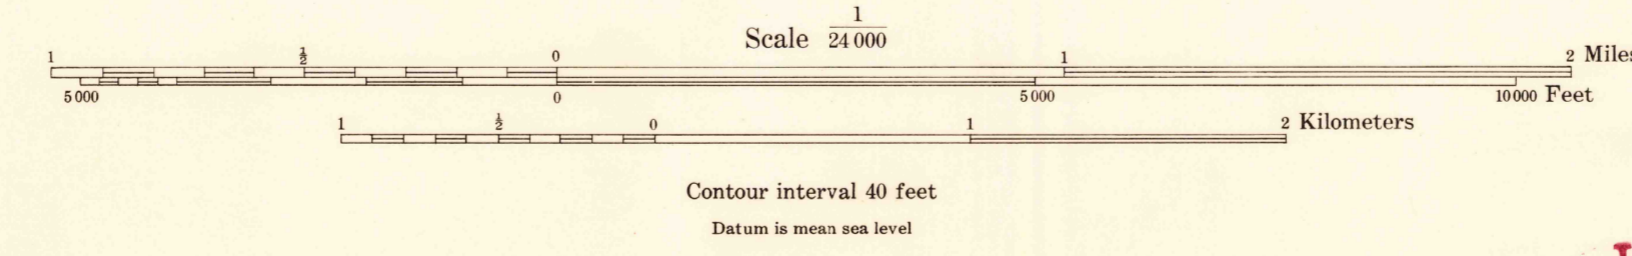 Scale 1/24 000
1 ½ 0 1 2 Miles
5 000 0 5 000 10 000 Feet
1 ½ 0 1 2 Kilometers
Contour interval 40 feet
Datum is mean sea level